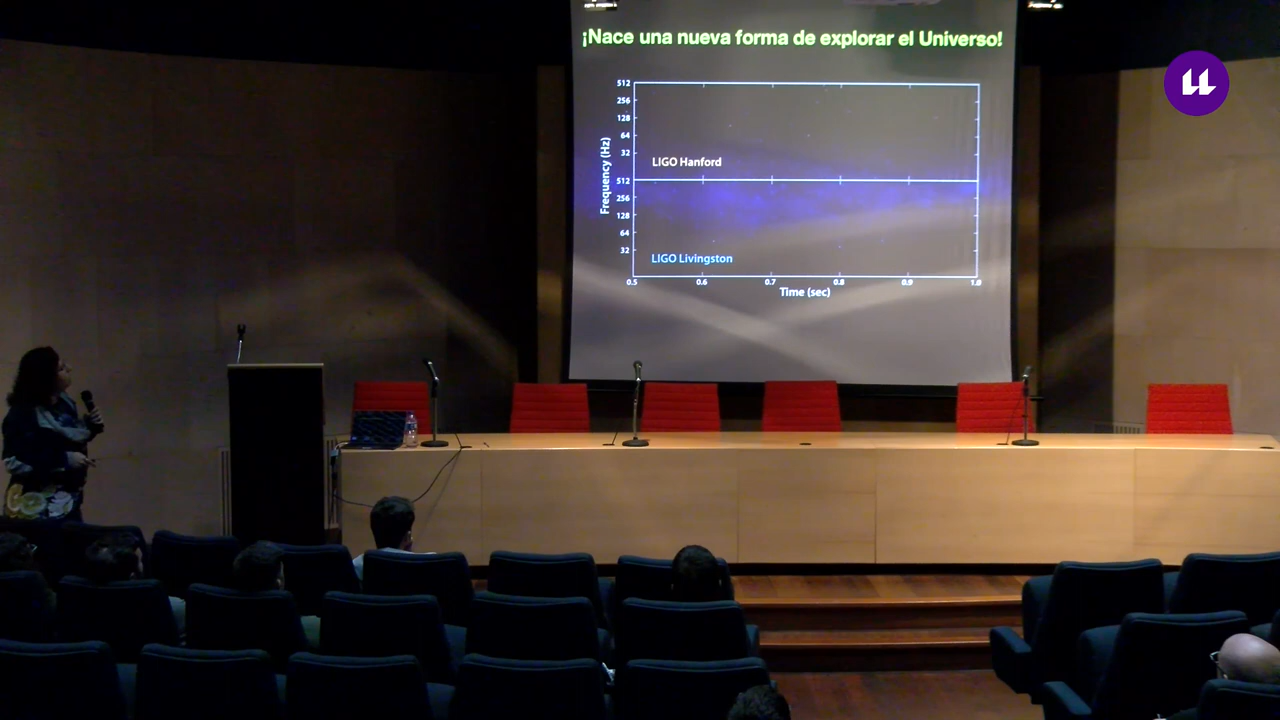 ¡Nace una nueva forma de explorar el Universo!
512
256
128
64
32
LIGO Hanford
Frequency (Hz)
512
256
128
64
32
LIGO Livingston
0.5 0.6 0.7 0.8 0.9 1.0
Time (sec)